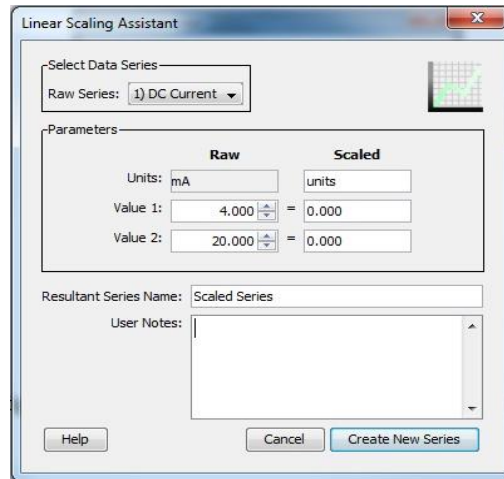 Linear Scaling Assistant
Select Data Series
Raw Series: 1) DC Current
Parameters
Raw Scaled
Units: mA units
Value 1: 4.000 = 0.000
Value 2: 20.000 = 0.000
Resultant Series Name: Scaled Series
User Notes:
Help Cancel Create New Series